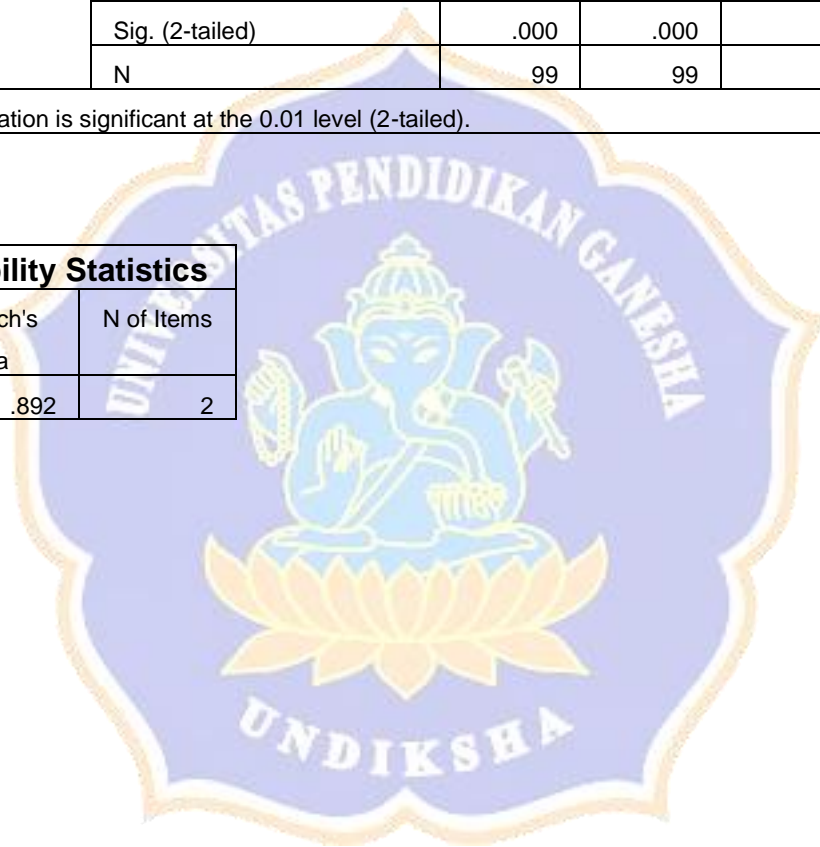 Sig. (2-tailed) .000 .000
N 99 99
ation is significant at the 0.01 level (2-tailed).
UNIVERSITAS PENDIDIKAN GANESHA
ility Statistics
ch's N of Items
a
.892 2
UNDIKSHA